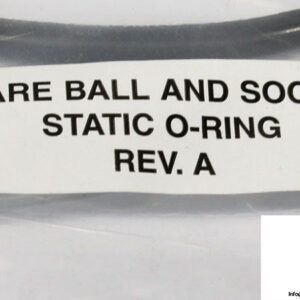 ARE BALL AND SOC
STATIC O-RING
REV. A